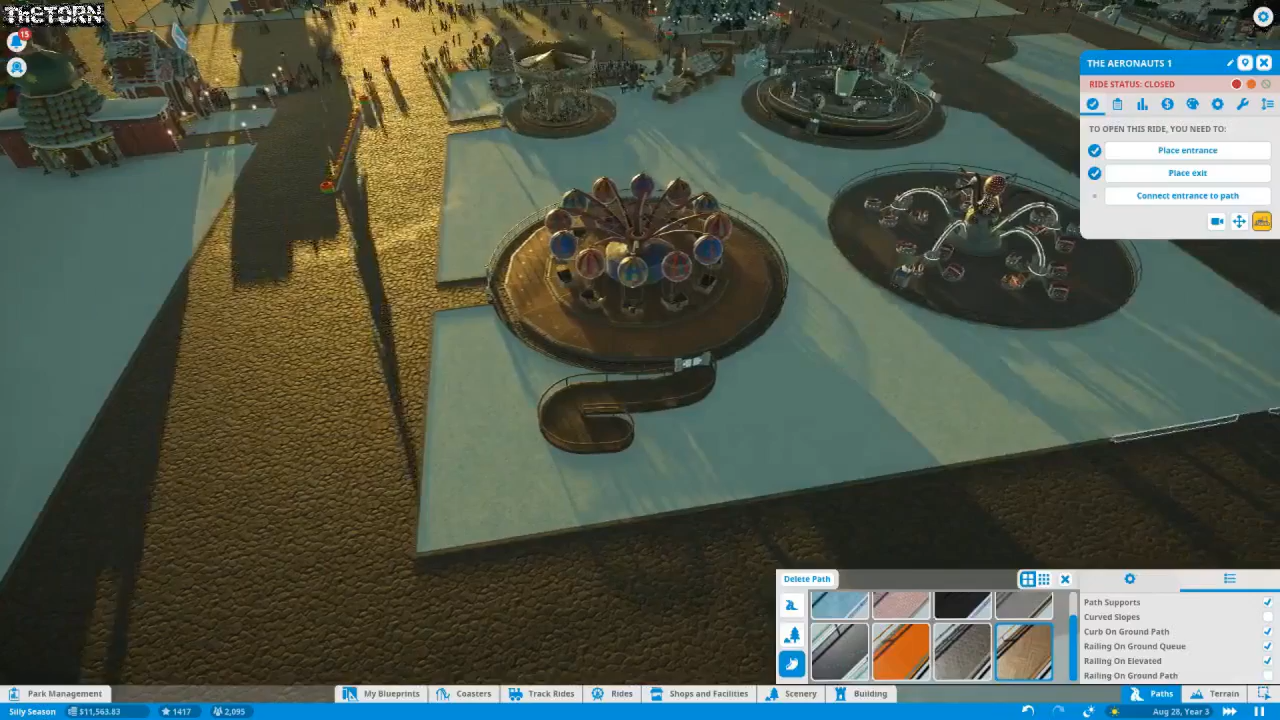 THETORN
15
THE AERONAUTS 1
RIDE STATUS: CLOSED
TO OPEN THIS RIDE, YOU NEED TO:
Place entrance
Place exit
Connect entrance to path
Delete Path
Path Supports
Curved Slopes
Curb On Ground Path
Railing On Ground Queue
Railing On Elevated
Railing On Ground Path
Park Management
My Blueprints
Coasters
Track Rides
Rides
Shops and Facilities
Scenery
Building
Paths
Terrain
Silly Season
$11,563.83
1417
2,095
Aug 28, Year 3